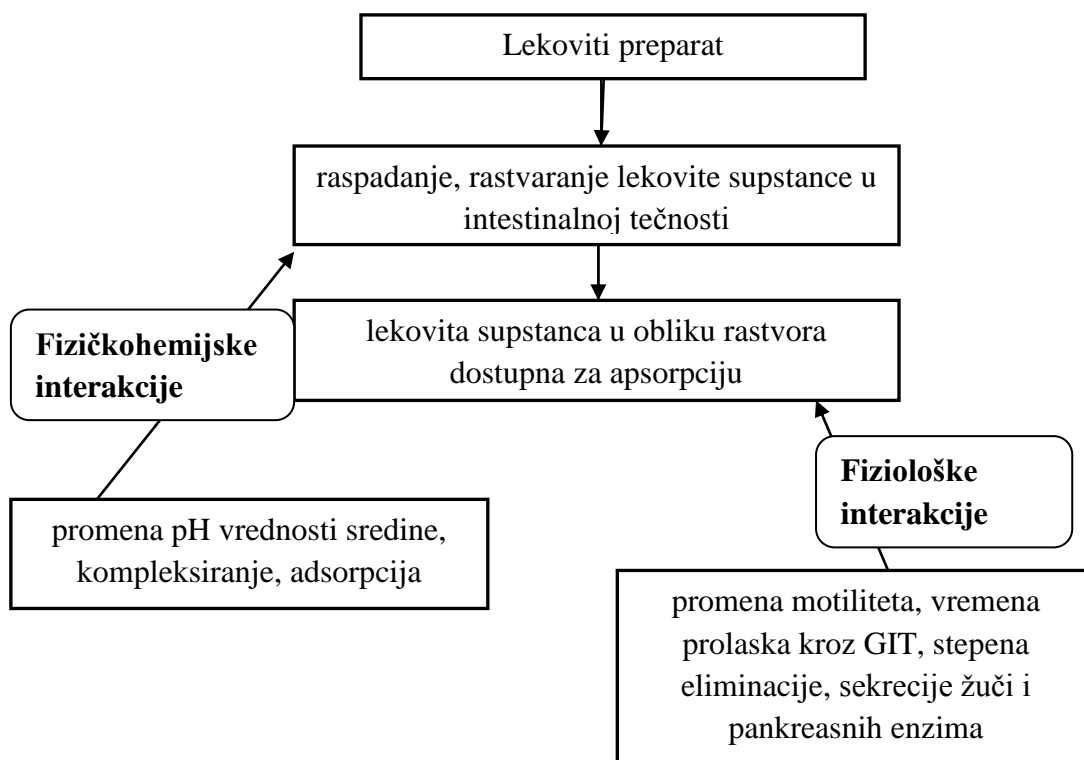 Lekoviti preparat
raspadanje, rastvaranje lekovite supstance u
intestinalnoj tečnosti
lekovita supstanca u obliku rastvora
dostupna za apsorpciju
Fizičkohemijske
interakcije
Fiziološke
interakcije
promena pH vrednosti sredine,
kompleksiranje, adsorpcija
promena motiliteta, vremena
prolaska kroz GIT, stepena
eliminacije, sekrecije žuči i
pankreasnih enzima